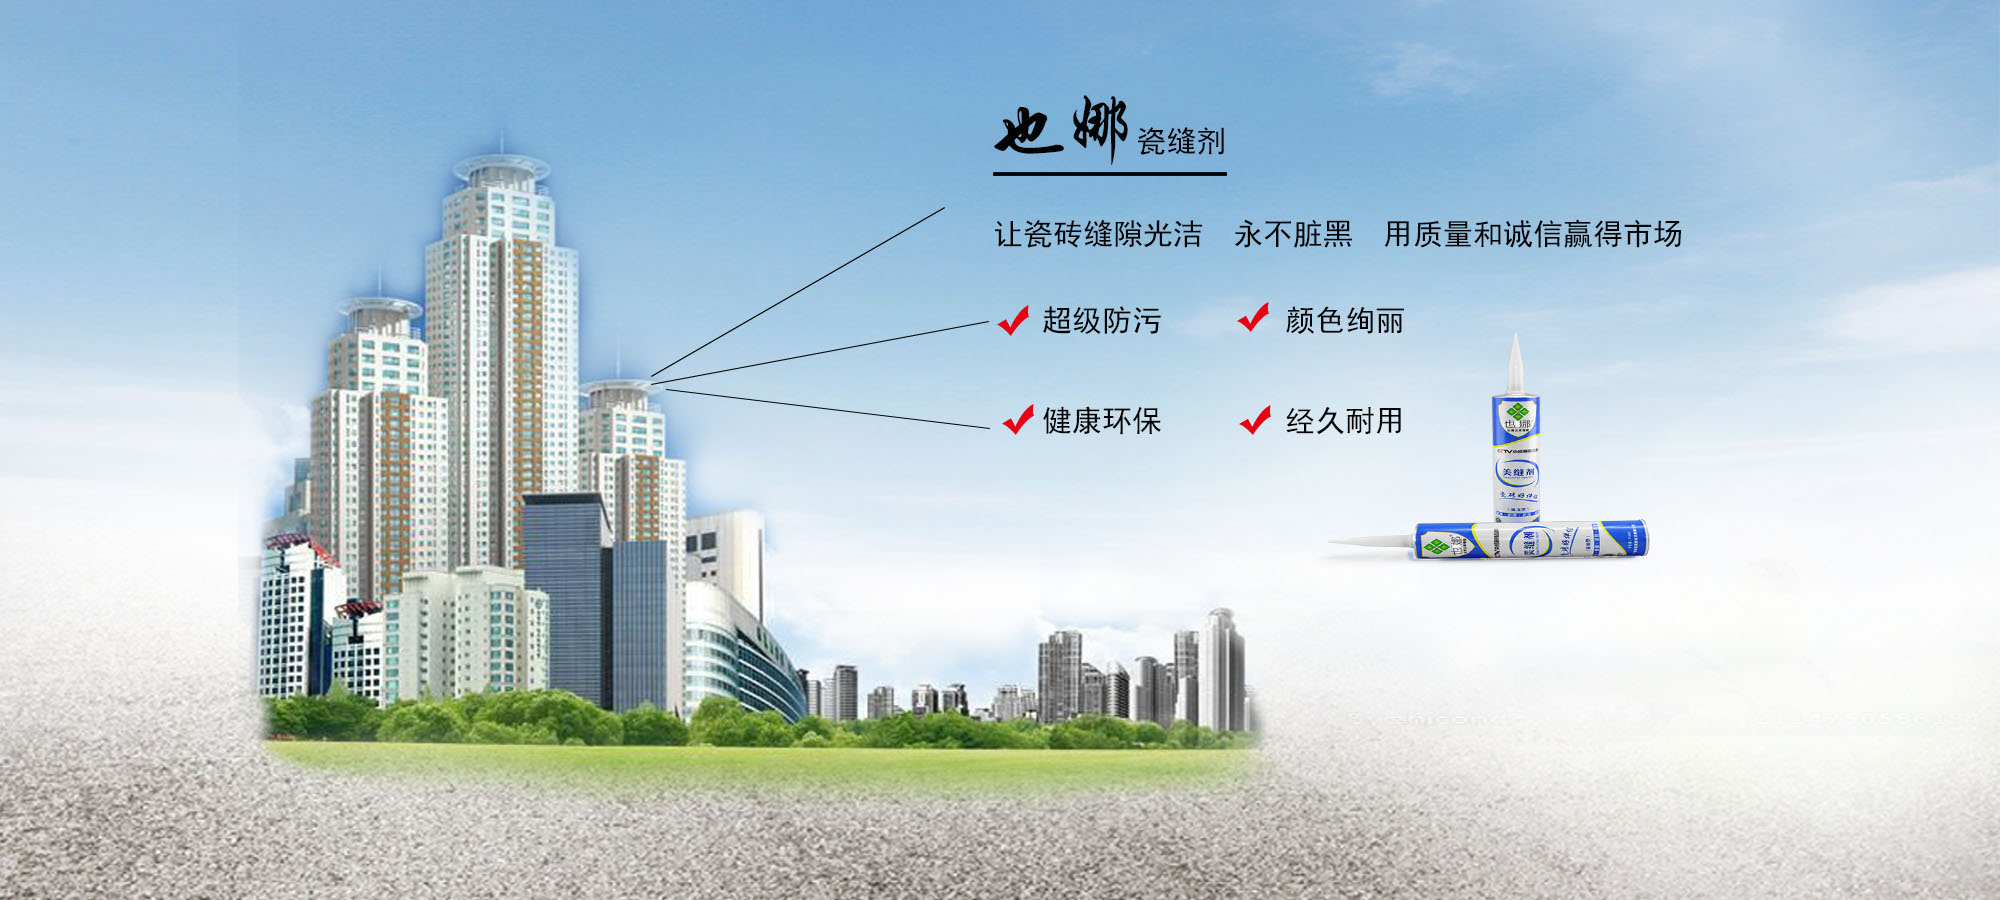 也娜 瓷缝剂
让瓷砖缝隙光洁 永不脏黑 用质量和诚信赢得市场
超级防污 颜色绚丽
健康环保 经久耐用
也娜
美缝剂
也娜
美缝剂